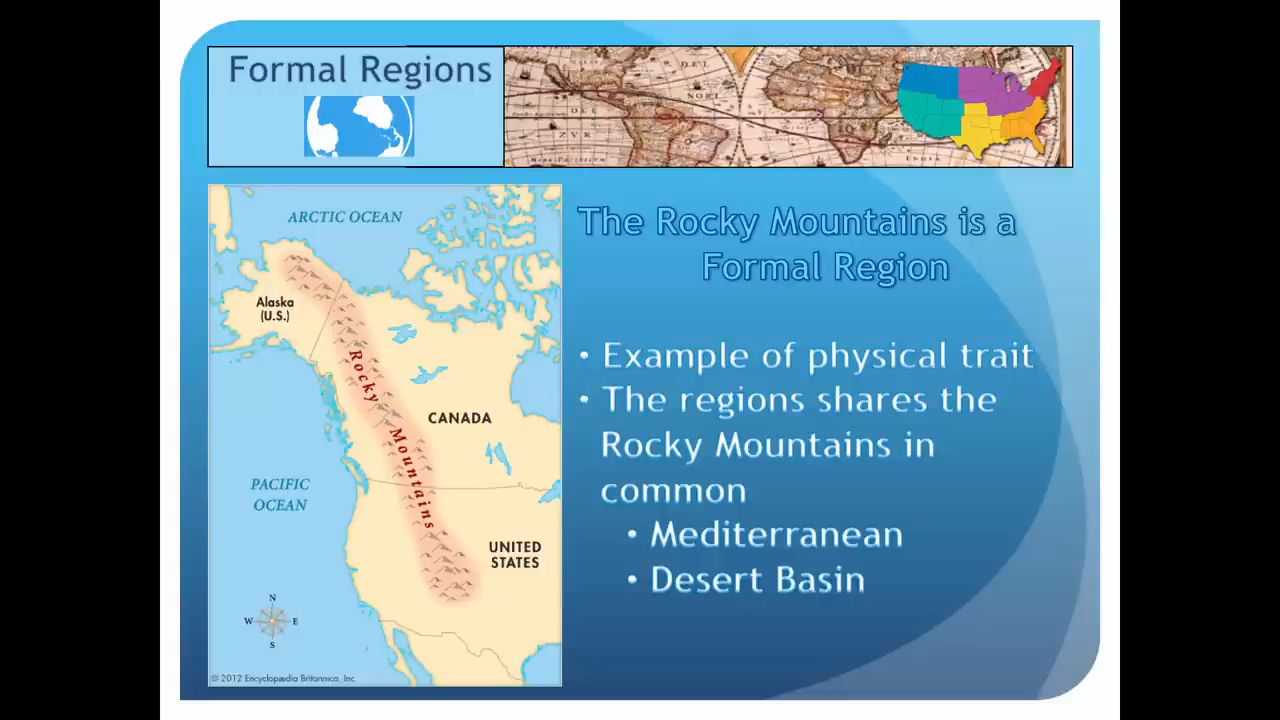 Formal Regions
The Rocky Mountains is a
Formal Region
• Example of physical trait
• The regions shares the
Rocky Mountains in
common
• Mediterranean
• Desert Basin
ARCTIC OCEAN
Alaska
(U.S.)
Rocky Mountains
CANADA
PACIFIC
OCEAN
UNITED
STATES
N
W E
S
© 2012 Encyclopædia Britannica, Inc.